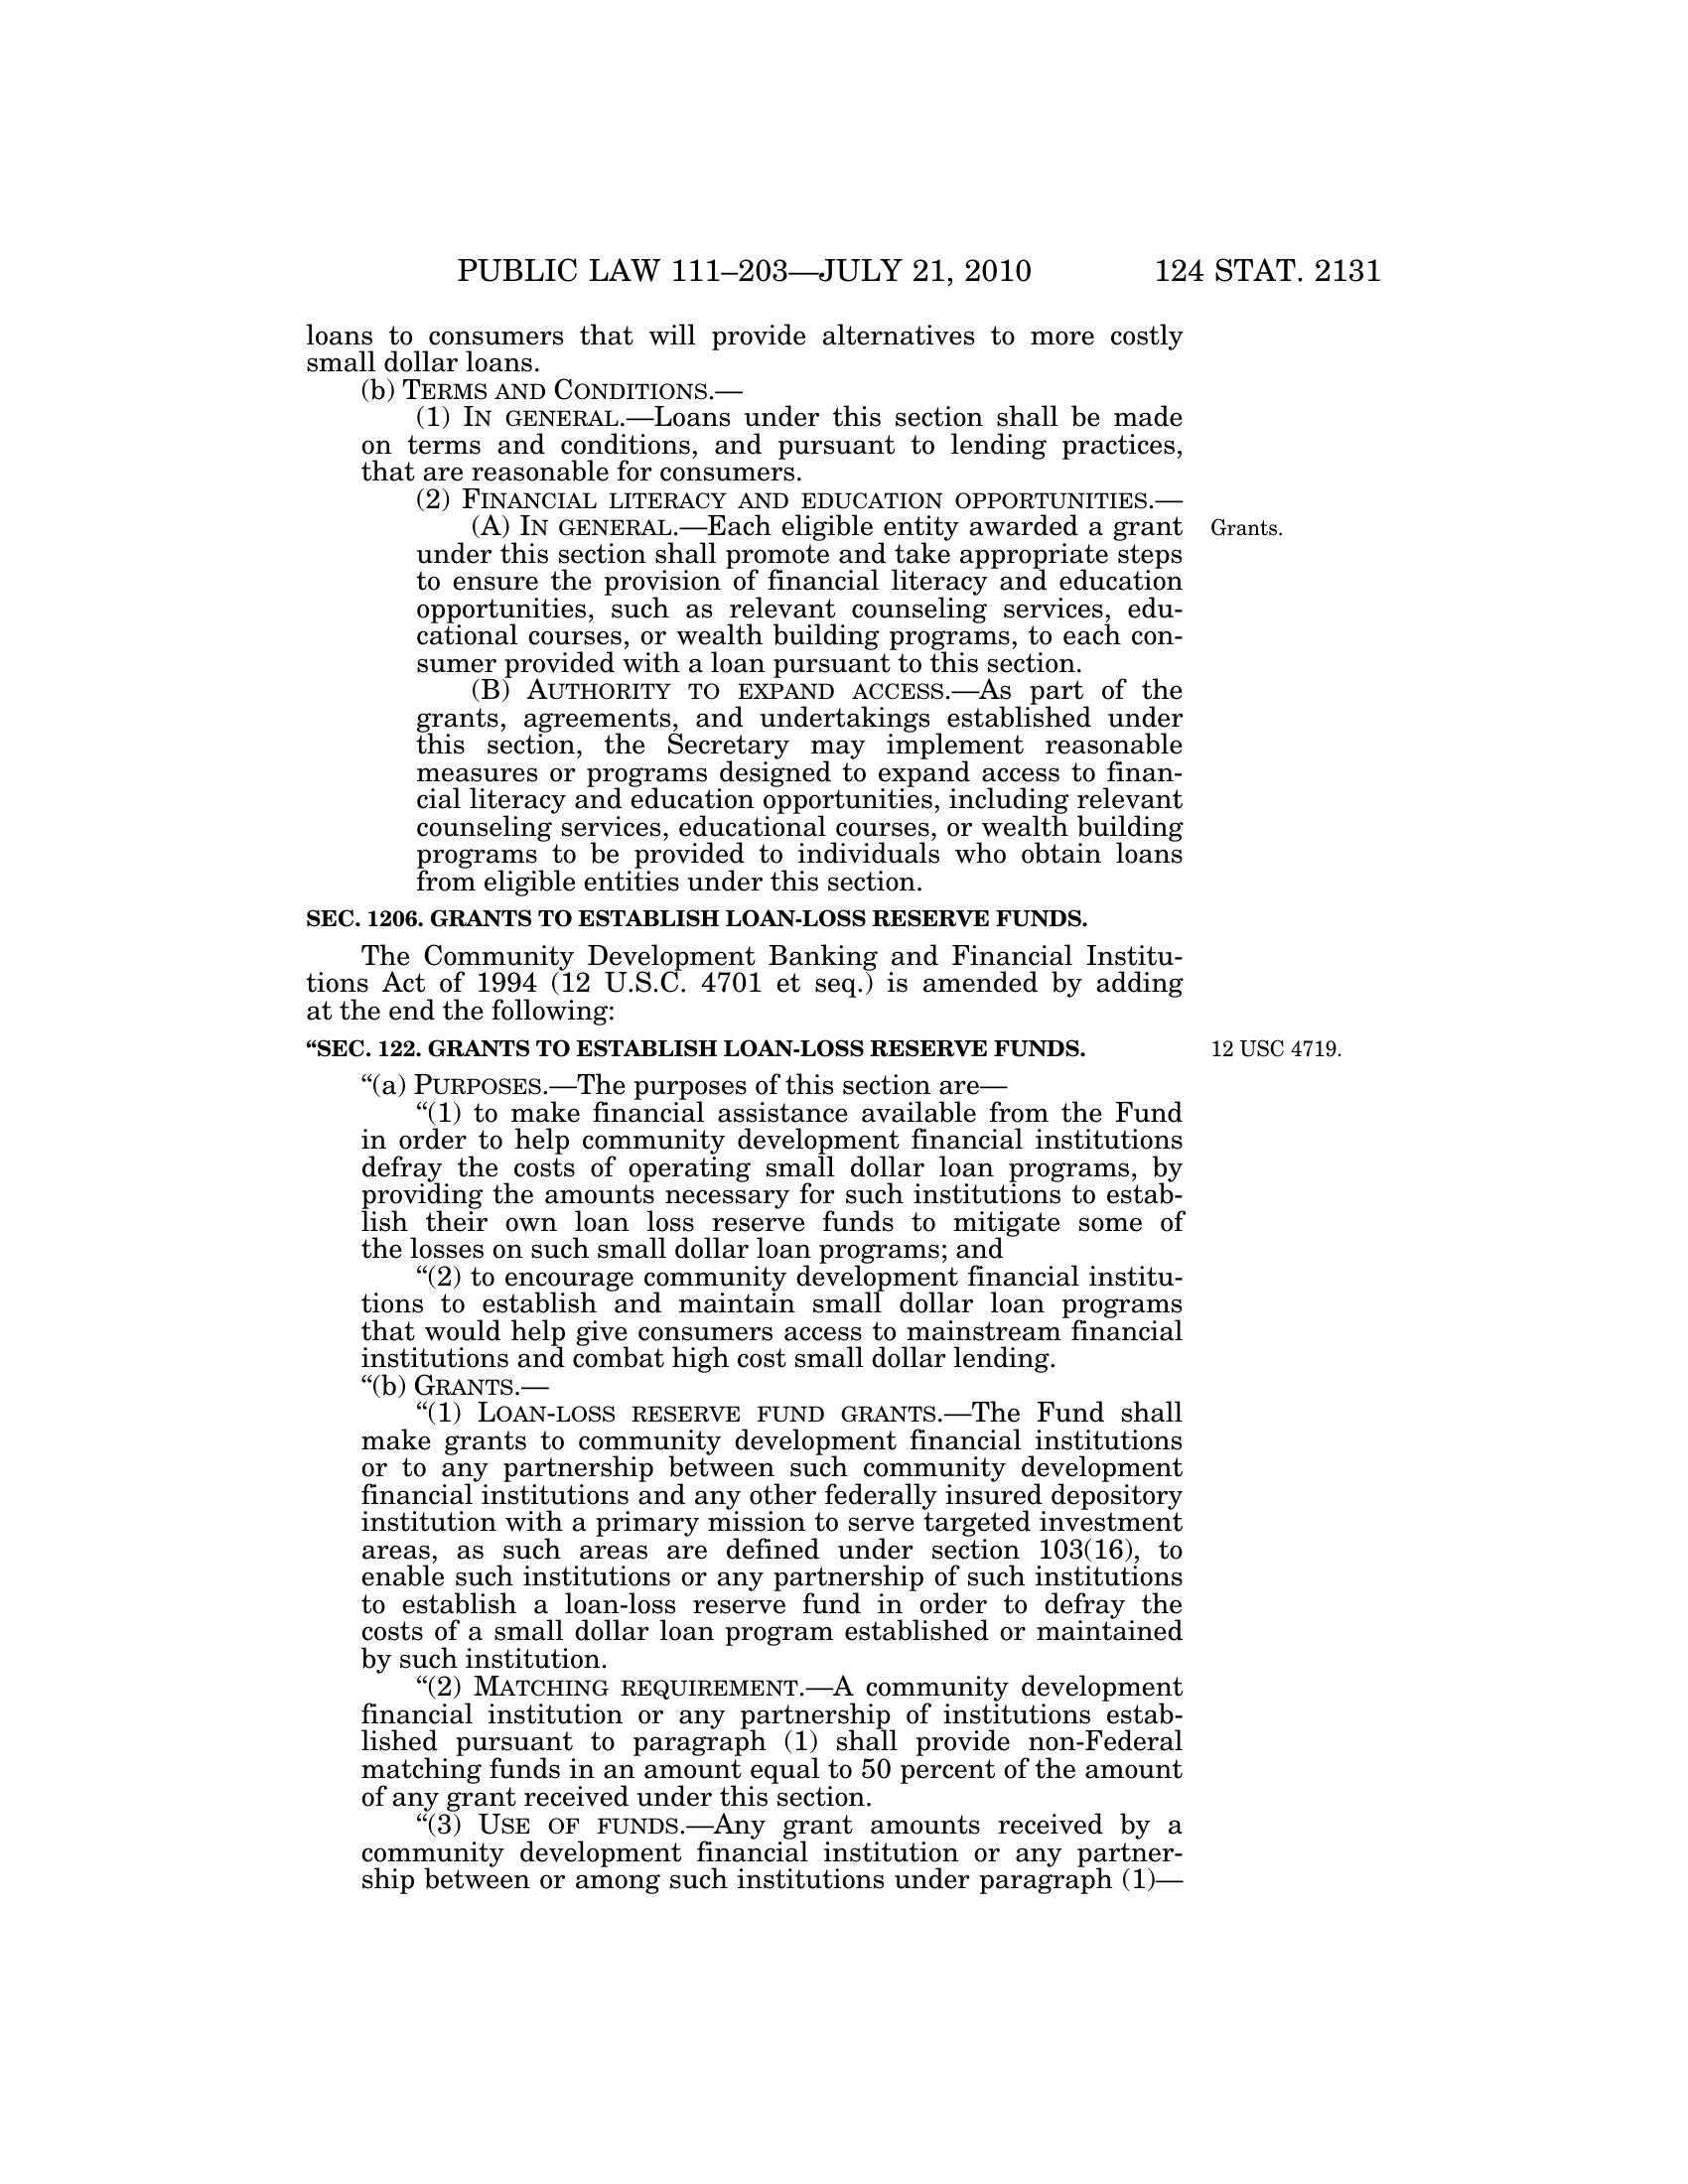 PUBLIC LAW 111–203—JULY 21, 2010 124 STAT. 2131
loans to consumers that will provide alternatives to more costly
small dollar loans.
(b) TERMS AND CONDITIONS.—
(1) IN GENERAL.—Loans under this section shall be made
on terms and conditions, and pursuant to lending practices,
that are reasonable for consumers.
(2) FINANCIAL LITERACY AND EDUCATION OPPORTUNITIES.—
(A) IN GENERAL.—Each eligible entity awarded a grant
Grants.
under this section shall promote and take appropriate steps
to ensure the provision of financial literacy and education
opportunities, such as relevant counseling services, edu-
cational courses, or wealth building programs, to each con-
sumer provided with a loan pursuant to this section.
(B) AUTHORITY TO EXPAND ACCESS.—As part of the
grants, agreements, and undertakings established under
this section, the Secretary may implement reasonable
measures or programs designed to expand access to finan-
cial literacy and education opportunities, including relevant
counseling services, educational courses, or wealth building
programs to be provided to individuals who obtain loans
from eligible entities under this section.
SEC. 1206. GRANTS TO ESTABLISH LOAN-LOSS RESERVE FUNDS.
The Community Development Banking and Financial Institu-
tions Act of 1994 (12 U.S.C. 4701 et seq.) is amended by adding
at the end the following:
“SEC. 122. GRANTS TO ESTABLISH LOAN-LOSS RESERVE FUNDS.
12 USC 4719.
“(a) PURPOSES.—The purposes of this section are—
“(1) to make financial assistance available from the Fund
in order to help community development financial institutions
defray the costs of operating small dollar loan programs, by
providing the amounts necessary for such institutions to estab-
lish their own loan loss reserve funds to mitigate some of
the losses on such small dollar loan programs; and
“(2) to encourage community development financial institu-
tions to establish and maintain small dollar loan programs
that would help give consumers access to mainstream financial
institutions and combat high cost small dollar lending.
“(b) GRANTS.—
“(1) LOAN-LOSS RESERVE FUND GRANTS.—The Fund shall
make grants to community development financial institutions
or to any partnership between such community development
financial institutions and any other federally insured depository
institution with a primary mission to serve targeted investment
areas, as such areas are defined under section 103(16), to
enable such institutions or any partnership of such institutions
to establish a loan-loss reserve fund in order to defray the
costs of a small dollar loan program established or maintained
by such institution.
“(2) MATCHING REQUIREMENT.—A community development
financial institution or any partnership of institutions estab-
lished pursuant to paragraph (1) shall provide non-Federal
matching funds in an amount equal to 50 percent of the amount
of any grant received under this section.
“(3) USE OF FUNDS.—Any grant amounts received by a
community development financial institution or any partner-
ship between or among such institutions under paragraph (1)—